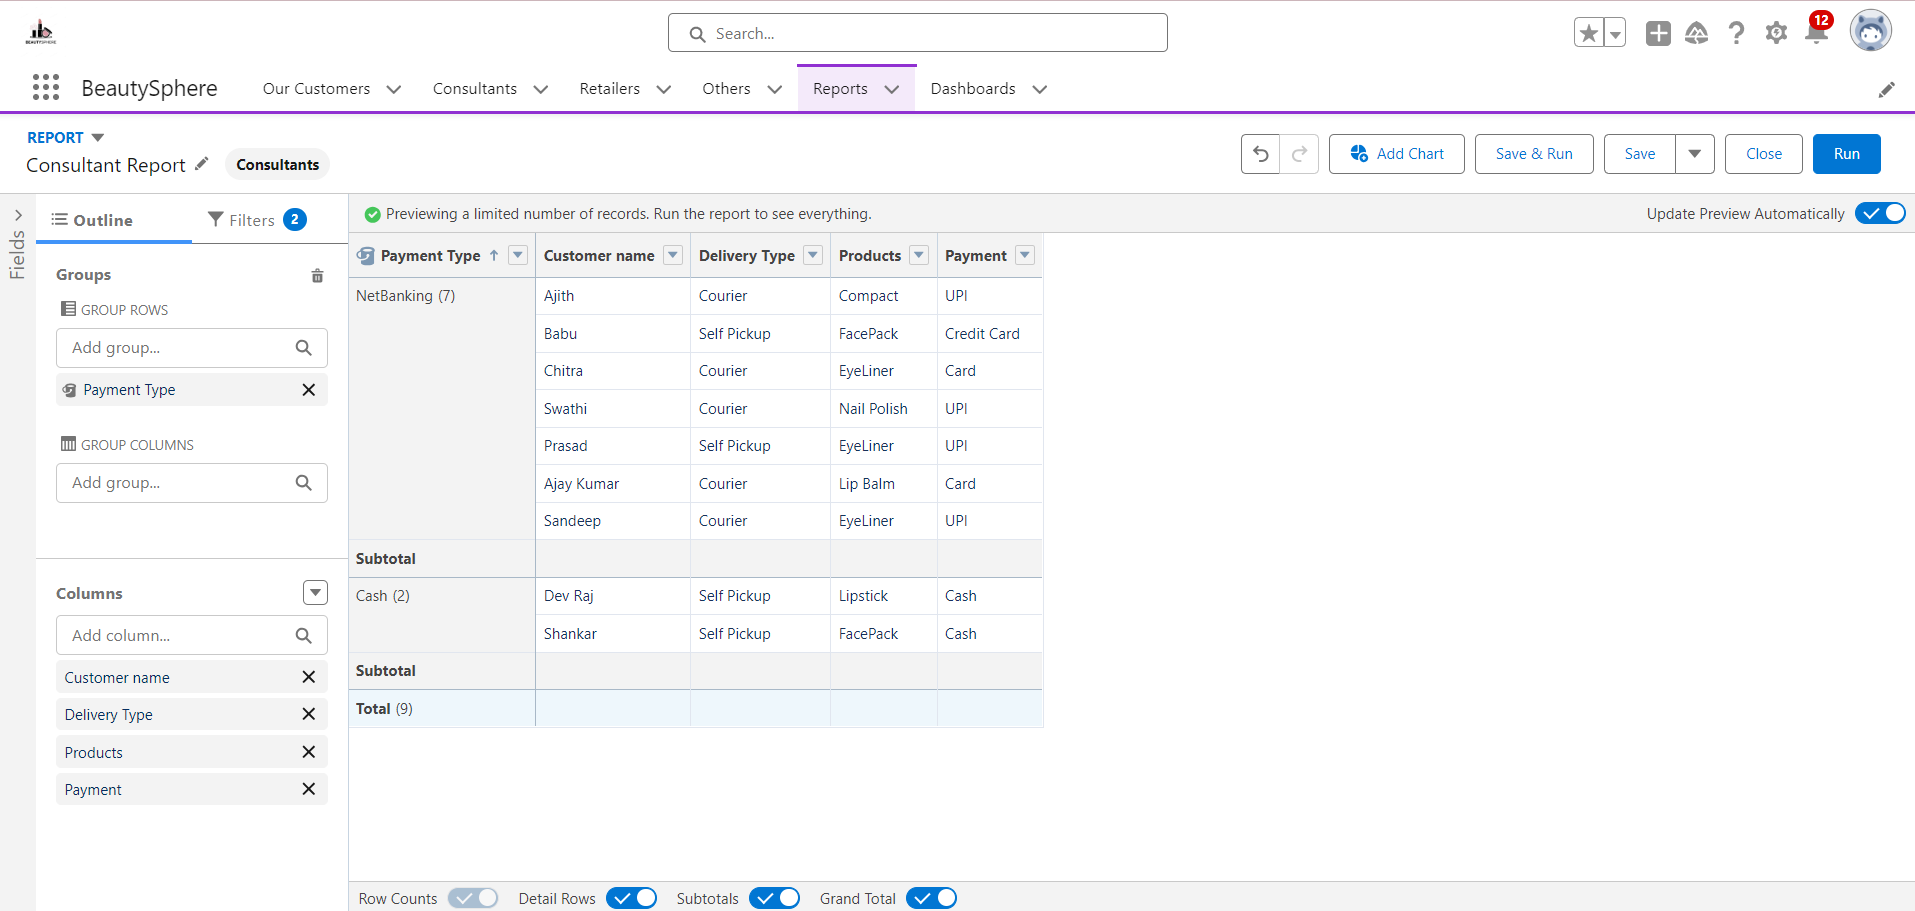 BEAUTYSPHERE
Search...
12
BeautySphere Our Customers Consultants Retailers Others Reports Dashboards
REPORT
Consultant Report Consultants
Add Chart Save & Run Save Close Run
Fields
Outline Filters 2
Groups
GROUP ROWS
Add group...
Payment Type
GROUP COLUMNS
Add group...
Columns
Add column...
Customer name
Delivery Type
Products
Payment
Previewing a limited number of records. Run the report to see everything. Update Preview Automatically
Payment Type ↑ Customer name Delivery Type Products Payment
NetBanking (7) Ajith Courier Compact UPI
Babu Self Pickup FacePack Credit Card
Chitra Courier EyeLiner Card
Swathi Courier Nail Polish UPI
Prasad Self Pickup EyeLiner UPI
Ajay Kumar Courier Lip Balm Card
Sandeep Courier EyeLiner UPI
Subtotal
Cash (2) Dev Raj Self Pickup Lipstick Cash
Shankar Self Pickup FacePack Cash
Subtotal
Total (9)
Row Counts Detail Rows Subtotals Grand Total